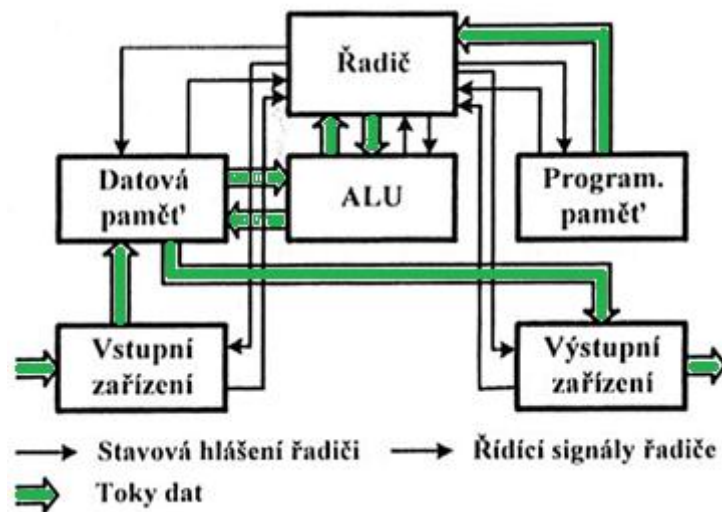 Řadič
Datová
paměť
ALU
Program.
paměť
Vstupní
zařízení
Výstupní
zařízení
Stavová hlášení řadiči
Řídící signály řadiče
Toky dat